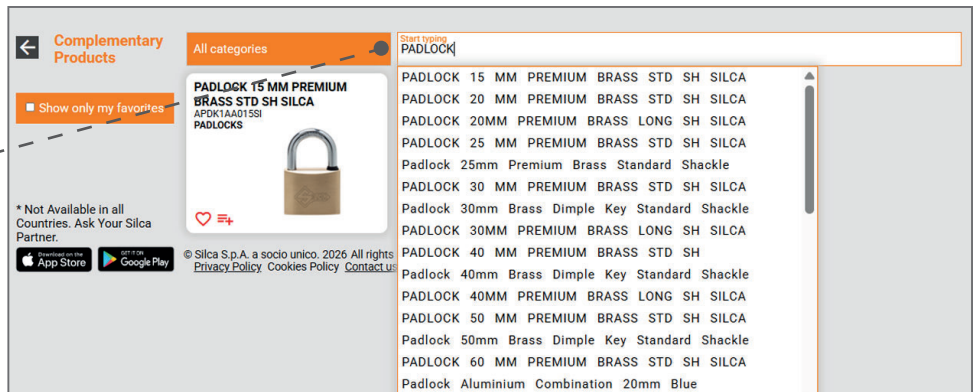 Complementary
Products
All categories
Start typing
PADLOCK
Show only my favorites
PADLOCK 15 MM PREMIUM
BRASS STD SH SILCA
APDK1AA015SI
PADLOCKS
PADLOCK 15 MM PREMIUM BRASS STD SH SILCA
PADLOCK 20 MM PREMIUM BRASS STD SH SILCA
PADLOCK 20MM PREMIUM BRASS LONG SH SILCA
PADLOCK 25 MM PREMIUM BRASS STD SH SILCA
Padlock 25mm Premium Brass Standard Shackle
PADLOCK 30 MM PREMIUM BRASS STD SH SILCA
Padlock 30mm Brass Dimple Key Standard Shackle
PADLOCK 30MM PREMIUM BRASS LONG SH SILCA
PADLOCK 40 MM PREMIUM BRASS STD SH
Padlock 40mm Brass Dimple Key Standard Shackle
PADLOCK 40MM PREMIUM BRASS LONG SH SILCA
PADLOCK 50 MM PREMIUM BRASS STD SH SILCA
Padlock 50mm Brass Dimple Key Standard Shackle
PADLOCK 60 MM PREMIUM BRASS STD SH SILCA
Padlock Aluminium Combination 20mm Blue
* Not Available in all
Countries. Ask Your Silca
Partner.
Download on the
App Store
GET IT ON
Google Play
© Silca S.p.A. a socio unico. 2026 All rights
Privacy Policy Cookies Policy Contact us